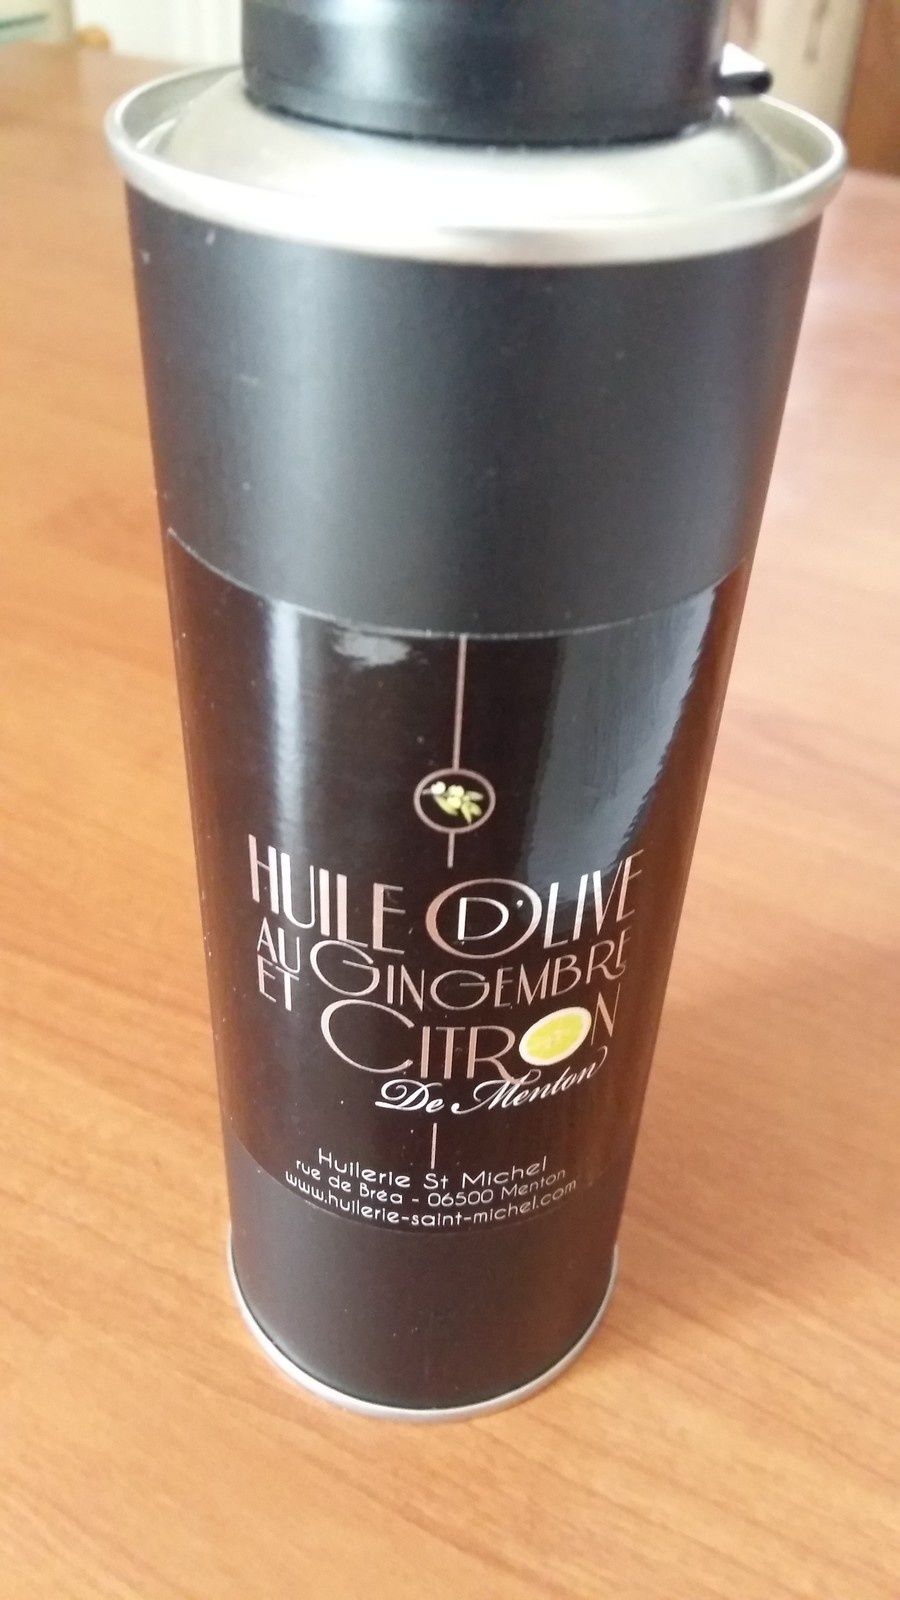 HUILE D'OLIVE
AU GINGEMBRE
ET CITRON
De Menton
Huilerie St Michel
rue de Bréa - 06500 Menton
www.huilerie-saint-michel.com